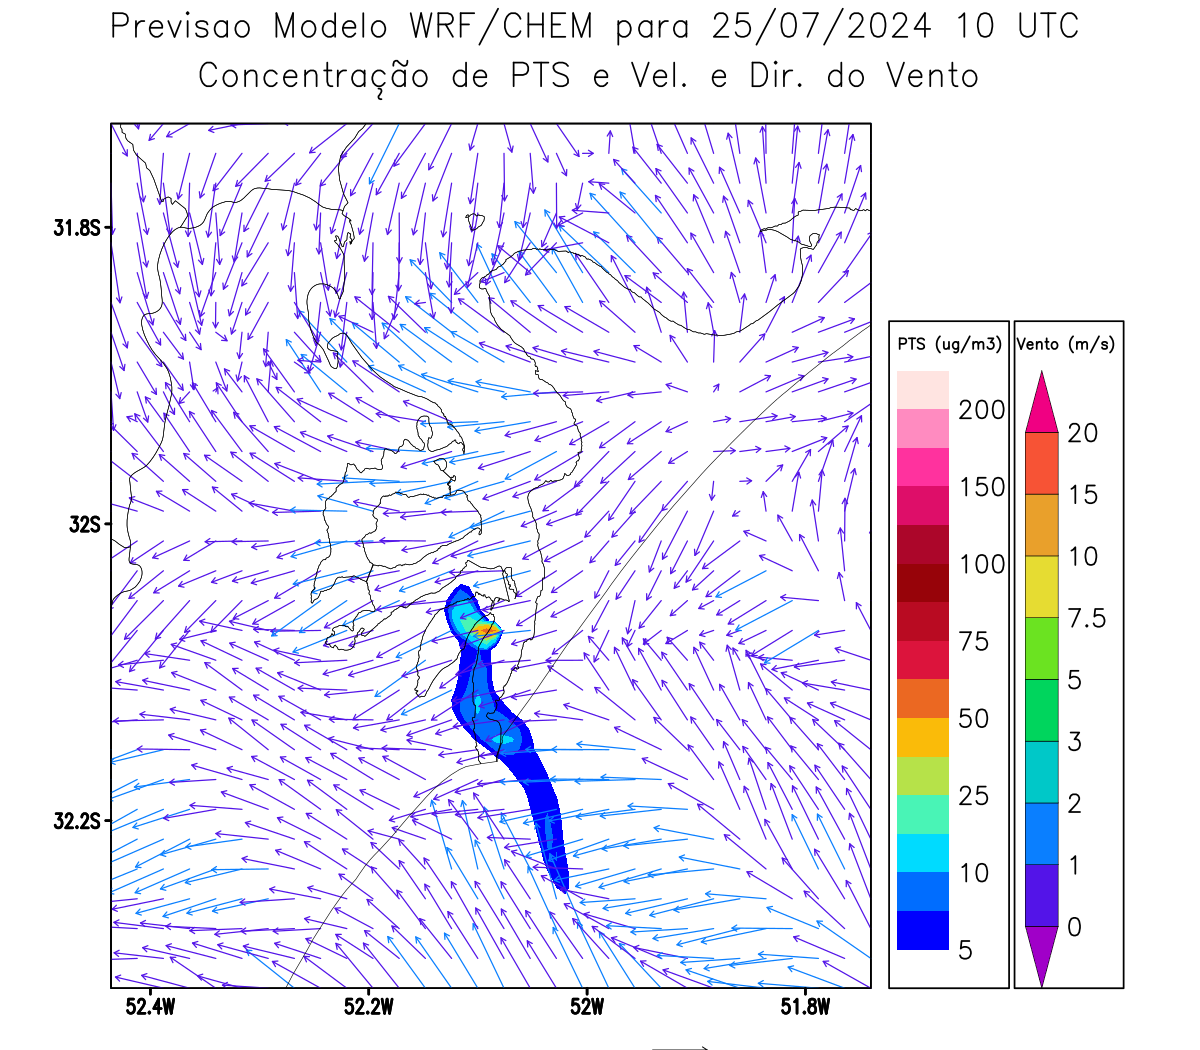 Previsao Modelo WRF/CHEM para 25/07/2024 10 UTC
Concentração de PTS e Vel. e Dir. do Vento
31.8S
32S
32.2S
52.4W
52.2W
52W
51.8W
PTS (ug/m3)
200
150
100
75
50
25
10
5
Vento (m/s)
20
15
10
7.5
5
3
2
1
0